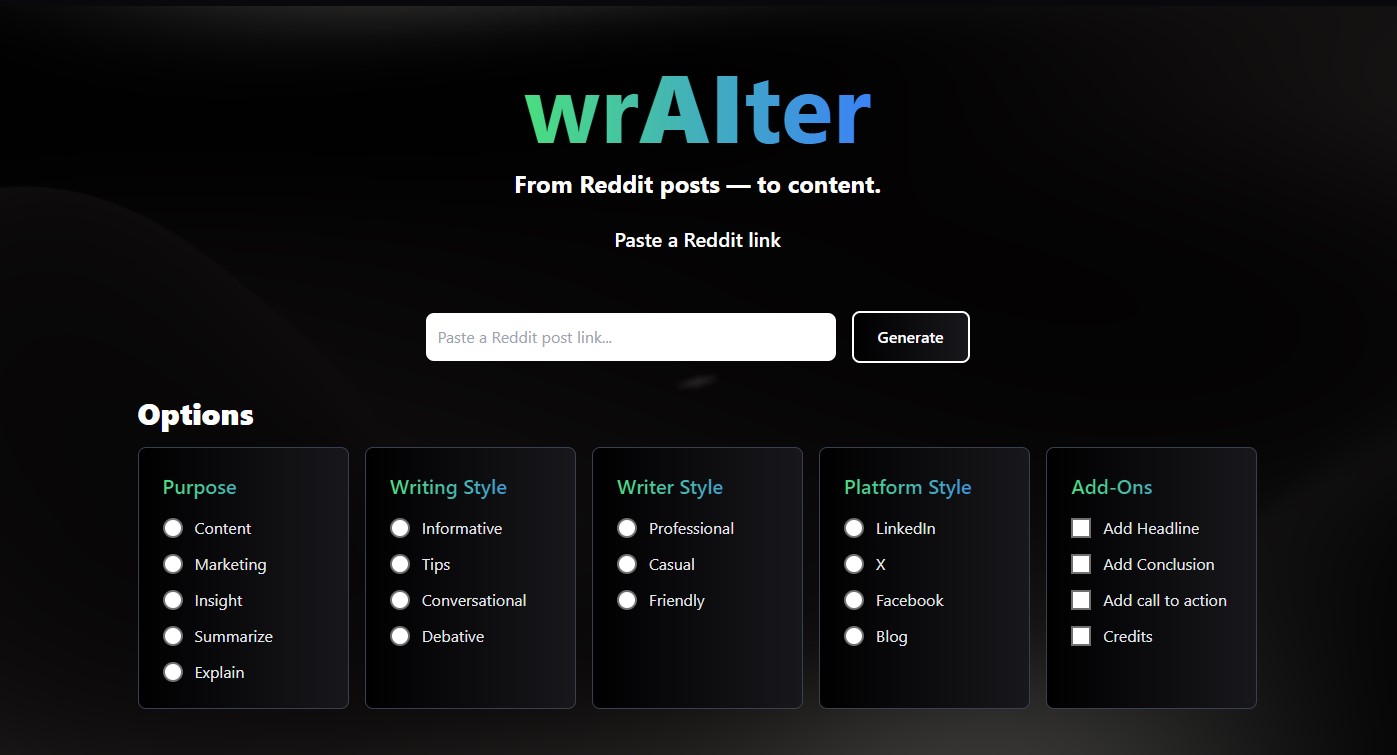 wrAIter
From Reddit posts — to content.
Paste a Reddit link
Paste a Reddit post link...
Generate
Options
Purpose
Content
Marketing
Insight
Summarize
Explain
Writing Style
Informative
Tips
Conversational
Debative
Writer Style
Professional
Casual
Friendly
Platform Style
LinkedIn
X
Facebook
Blog
Add-Ons
Add Headline
Add Conclusion
Add call to action
Credits